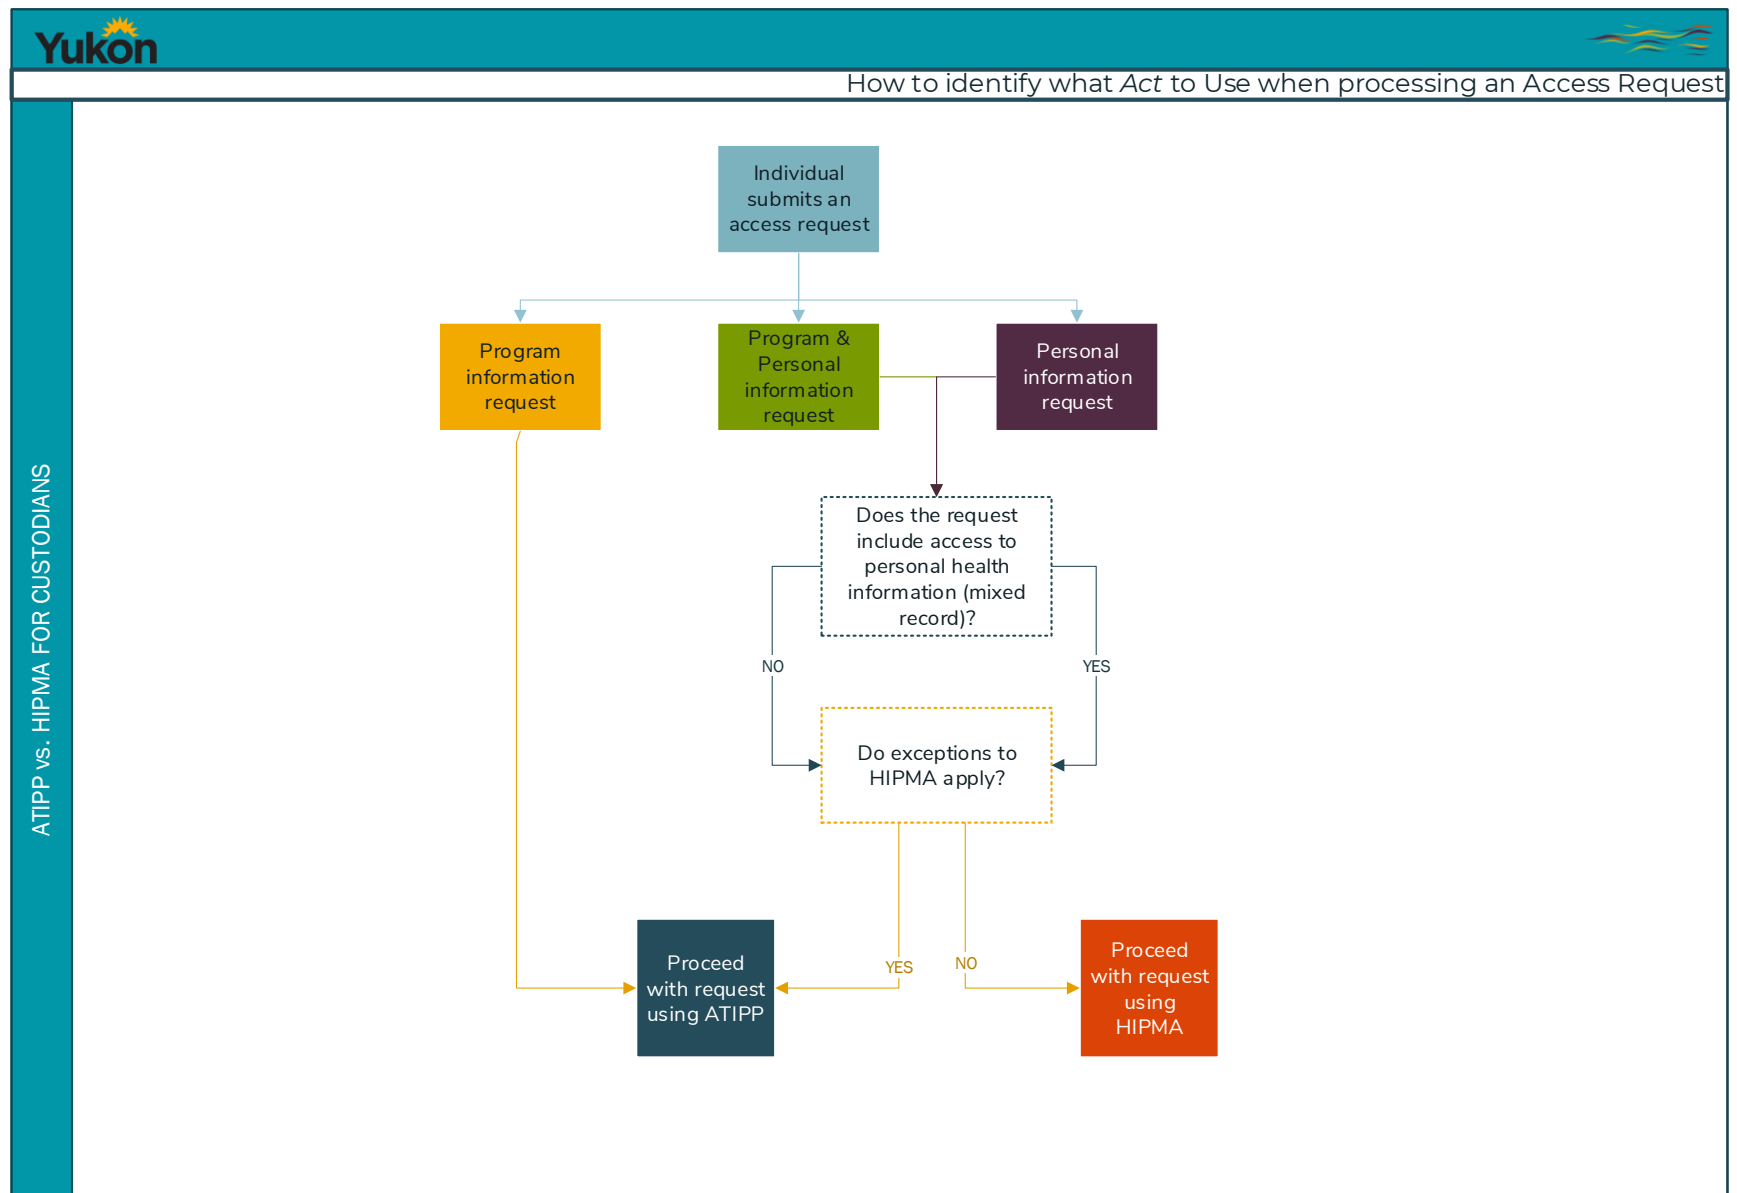 Yukon
How to identify what Act to Use when processing an Access Request
ATIPP vs. HIPMA FOR CUSTODIANS
Individual
submits an
access request
Program
information
request
Program &
Personal
information
request
Personal
information
request
Does the request
include access to
personal health
information (mixed
record)?
NO
YES
Do exceptions to
HIPMA apply?
YES
NO
Proceed
with request
using ATIPP
Proceed
with request
using
HIPMA